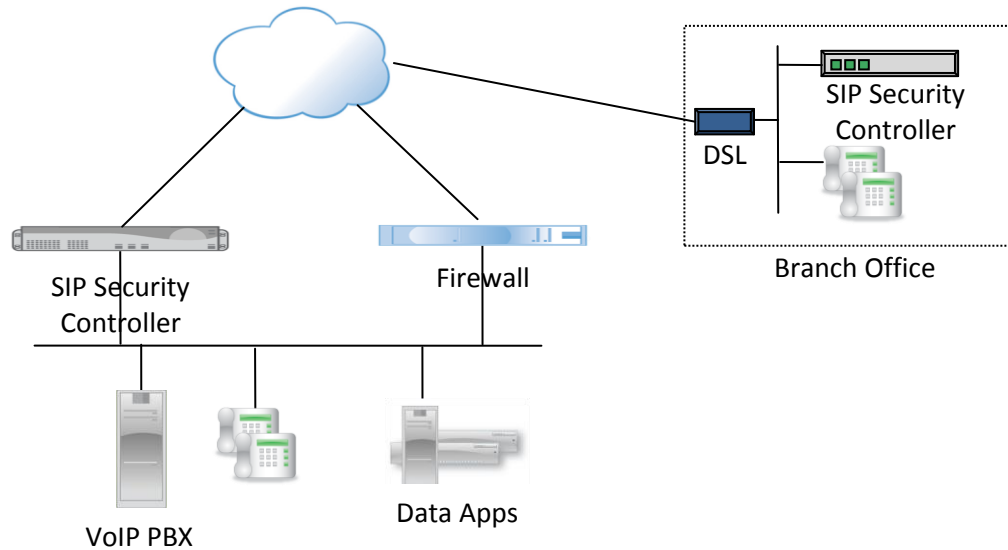 SIP Security
Controller
DSL
Branch Office
SIP Security
Controller
Firewall
VoIP PBX
Data Apps